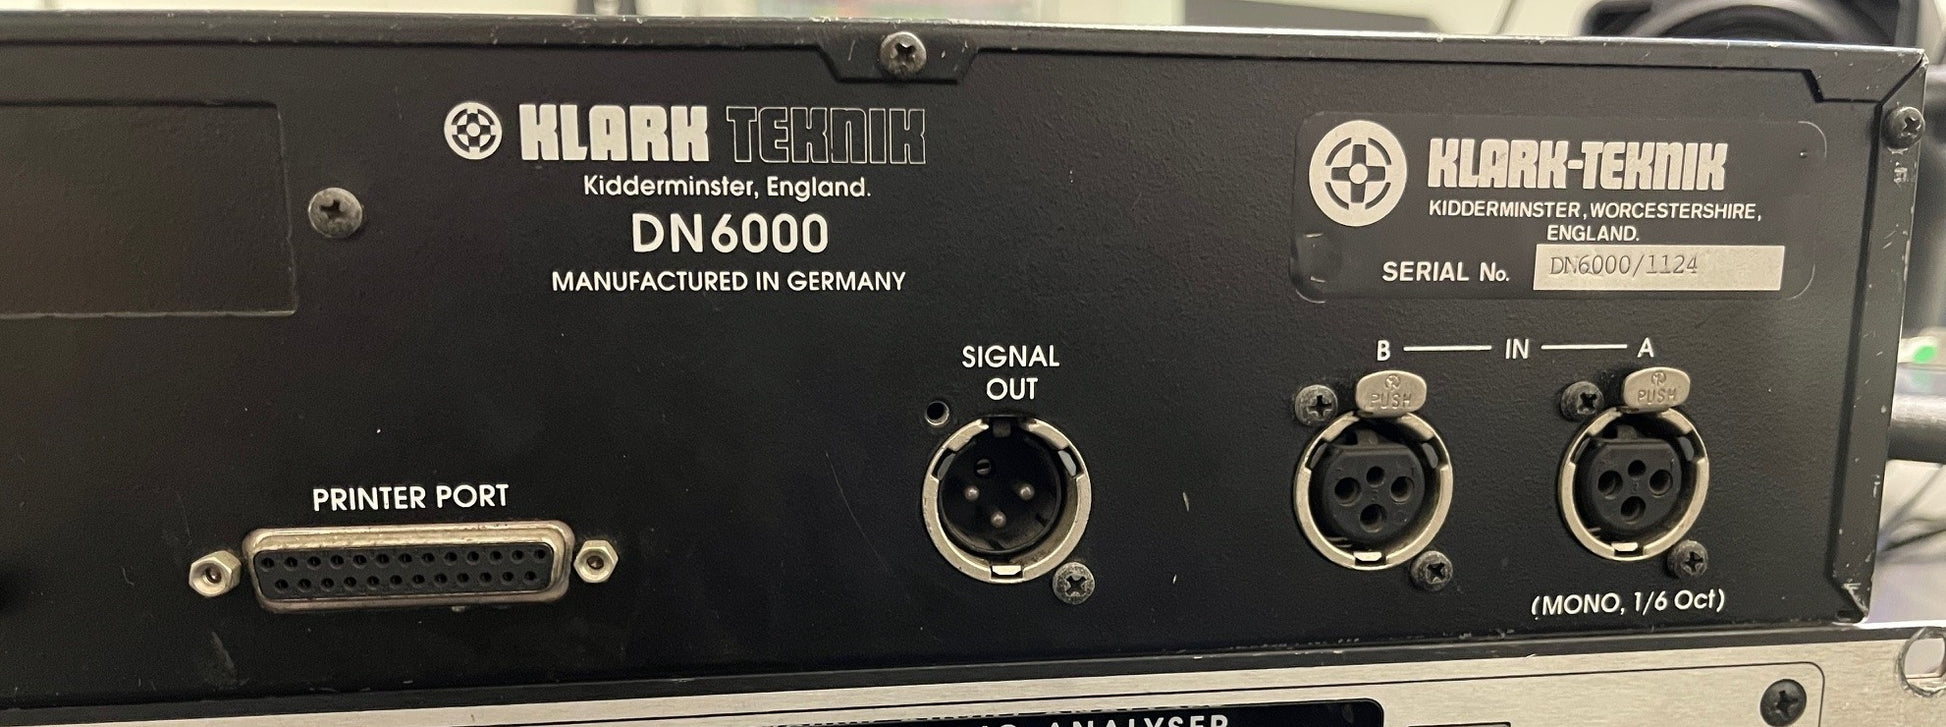 KLARK TEKNIK
Kidderminster, England.
DN6000
MANUFACTURED IN GERMANY
KLARK-TEKNIK
KIDDERMINSTER, WORCESTERSHIRE,
ENGLAND.
SERIAL No. DN6000/1124
SIGNAL
OUT
B IN A
PUSH PUSH
PRINTER PORT
(MONO, 1/6 Oct)
ANALYSER